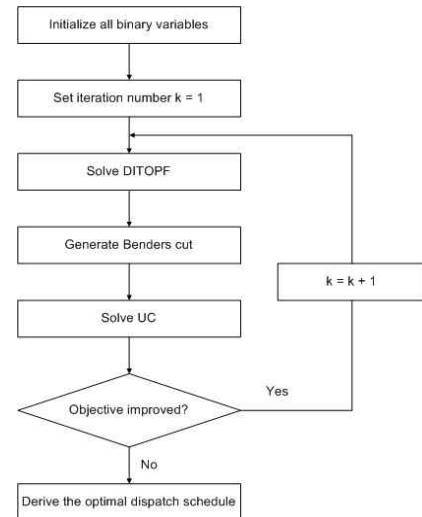 Initialize all binary variables
Set iteration number k = 1
Solve DITOPF
Generate Benders cut
k = k + 1
Solve UC
Yes
Objective improved?
No
Derive the optimal dispatch schedule